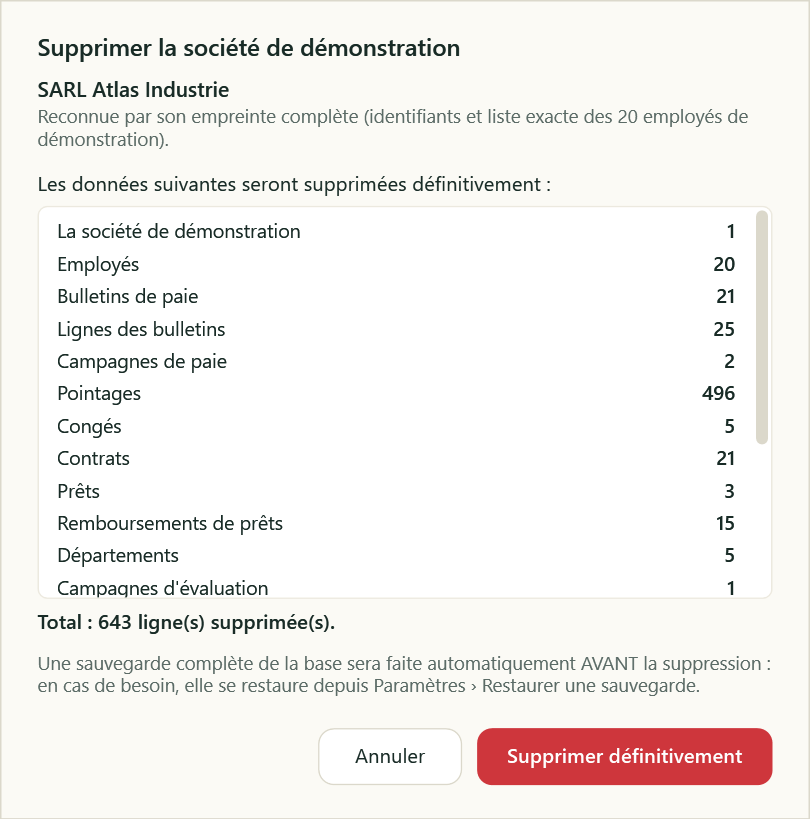 Supprimer la société de démonstration
SARL Atlas Industrie
Reconnue par son empreinte complète (identifiants et liste exacte des 20 employés de
démonstration).
Les données suivantes seront supprimées définitivement :
La société de démonstration 1
Employés 20
Bulletins de paie 21
Lignes des bulletins 25
Campagnes de paie 2
Pointages 496
Congés 5
Contrats 21
Prêts 3
Remboursements de prêts 15
Départements 5
Campagnes d'évaluation 1
Total : 643 ligne(s) supprimée(s).
Une sauvegarde complète de la base sera faite automatiquement AVANT la suppression :
en cas de besoin, elle se restaure depuis Paramètres › Restaurer une sauvegarde.
Annuler Supprimer définitivement